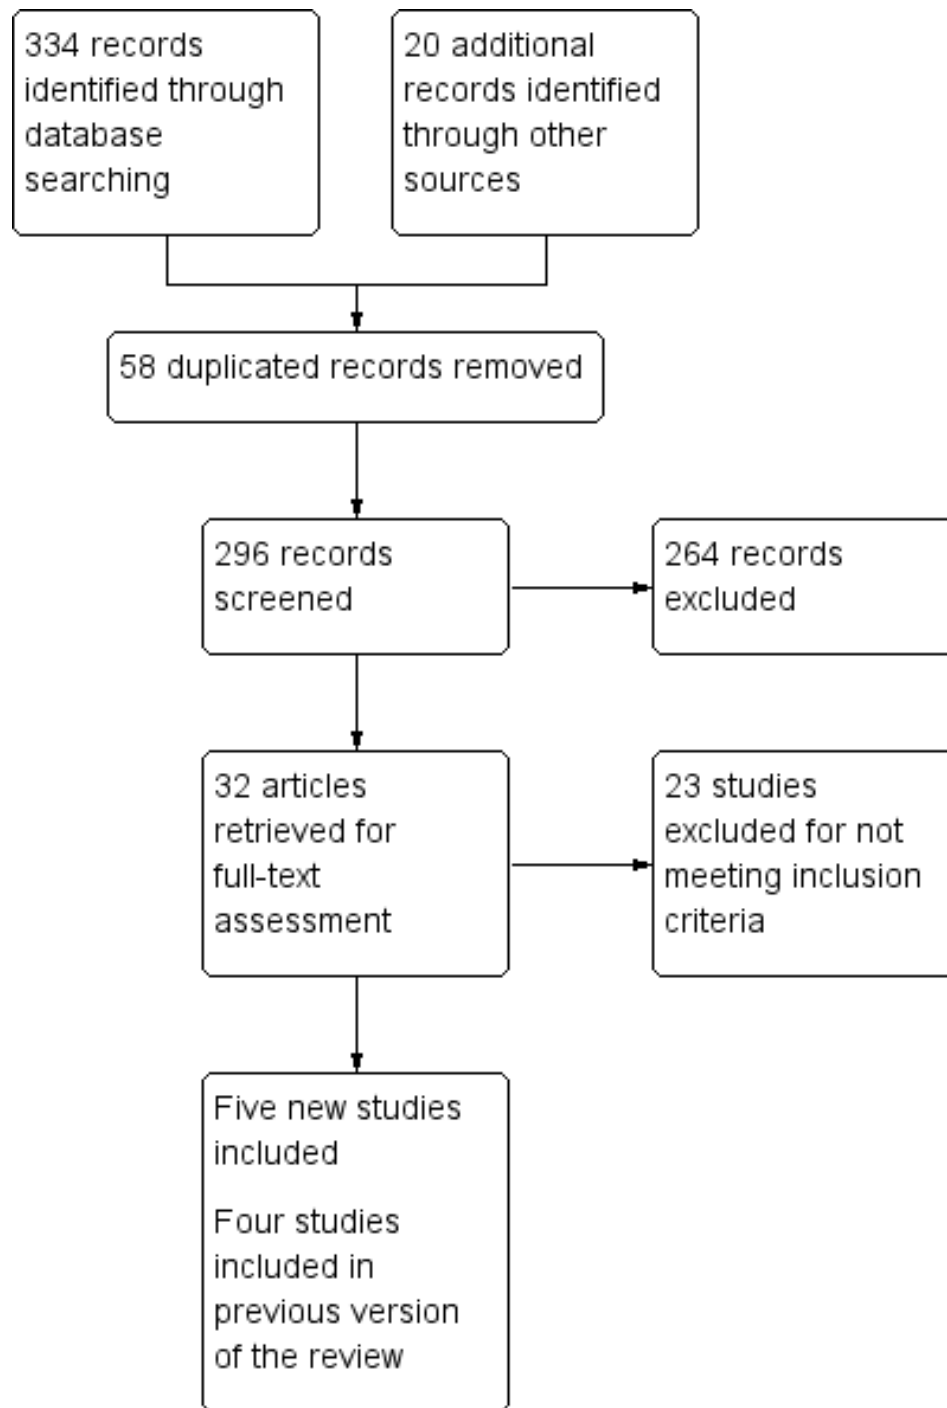 334 records
identified through
database
searching
20 additional
records identified
through other
sources
58 duplicated records removed
296 records
screened
264 records
excluded
32 articles
retrieved for
full-text
assessment
23 studies
excluded for not
meeting inclusion
criteria
Five new studies
included
Four studies
included in
previous version
of the review